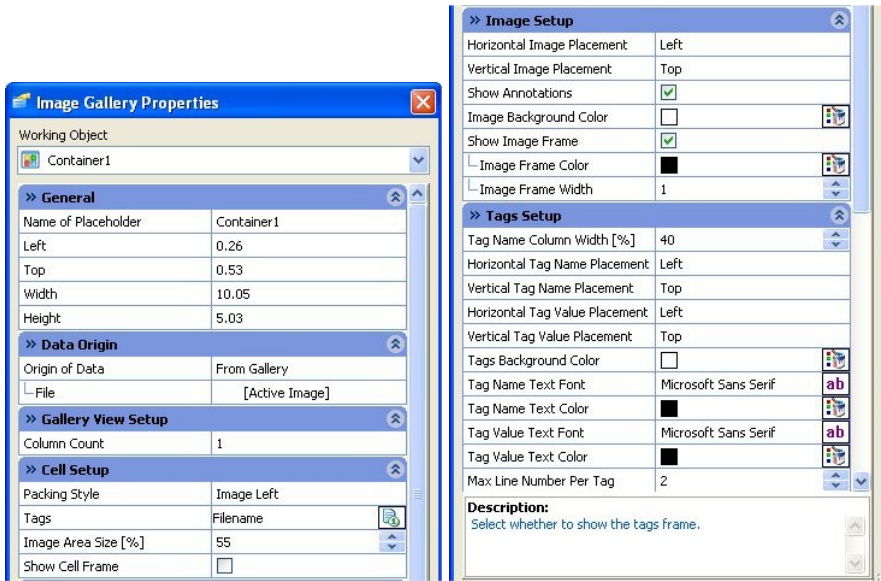 Image Gallery Properties
Working Object
Container1
» General
Name of Placeholder Container1
Left 0.26
Top 0.53
Width 10.05
Height 5.03
» Data Origin
Origin of Data From Gallery
File [Active Image]
» Gallery View Setup
Column Count 1
» Cell Setup
Packing Style Image Left
Tags Filename
Image Area Size [%] 55
Show Cell Frame
» Image Setup
Horizontal Image Placement Left
Vertical Image Placement Top
Show Annotations
Image Background Color
Show Image Frame
Image Frame Color
Image Frame Width 1
» Tags Setup
Tag Name Column Width [%] 40
Horizontal Tag Name Placement Left
Vertical Tag Name Placement Top
Horizontal Tag Value Placement Left
Vertical Tag Value Placement Top
Tags Background Color
Tag Name Text Font Microsoft Sans Serif ab
Tag Name Text Color
Tag Value Text Font Microsoft Sans Serif ab
Tag Value Text Color
Max Line Number Per Tag 2
Description:
Select whether to show the tags frame.